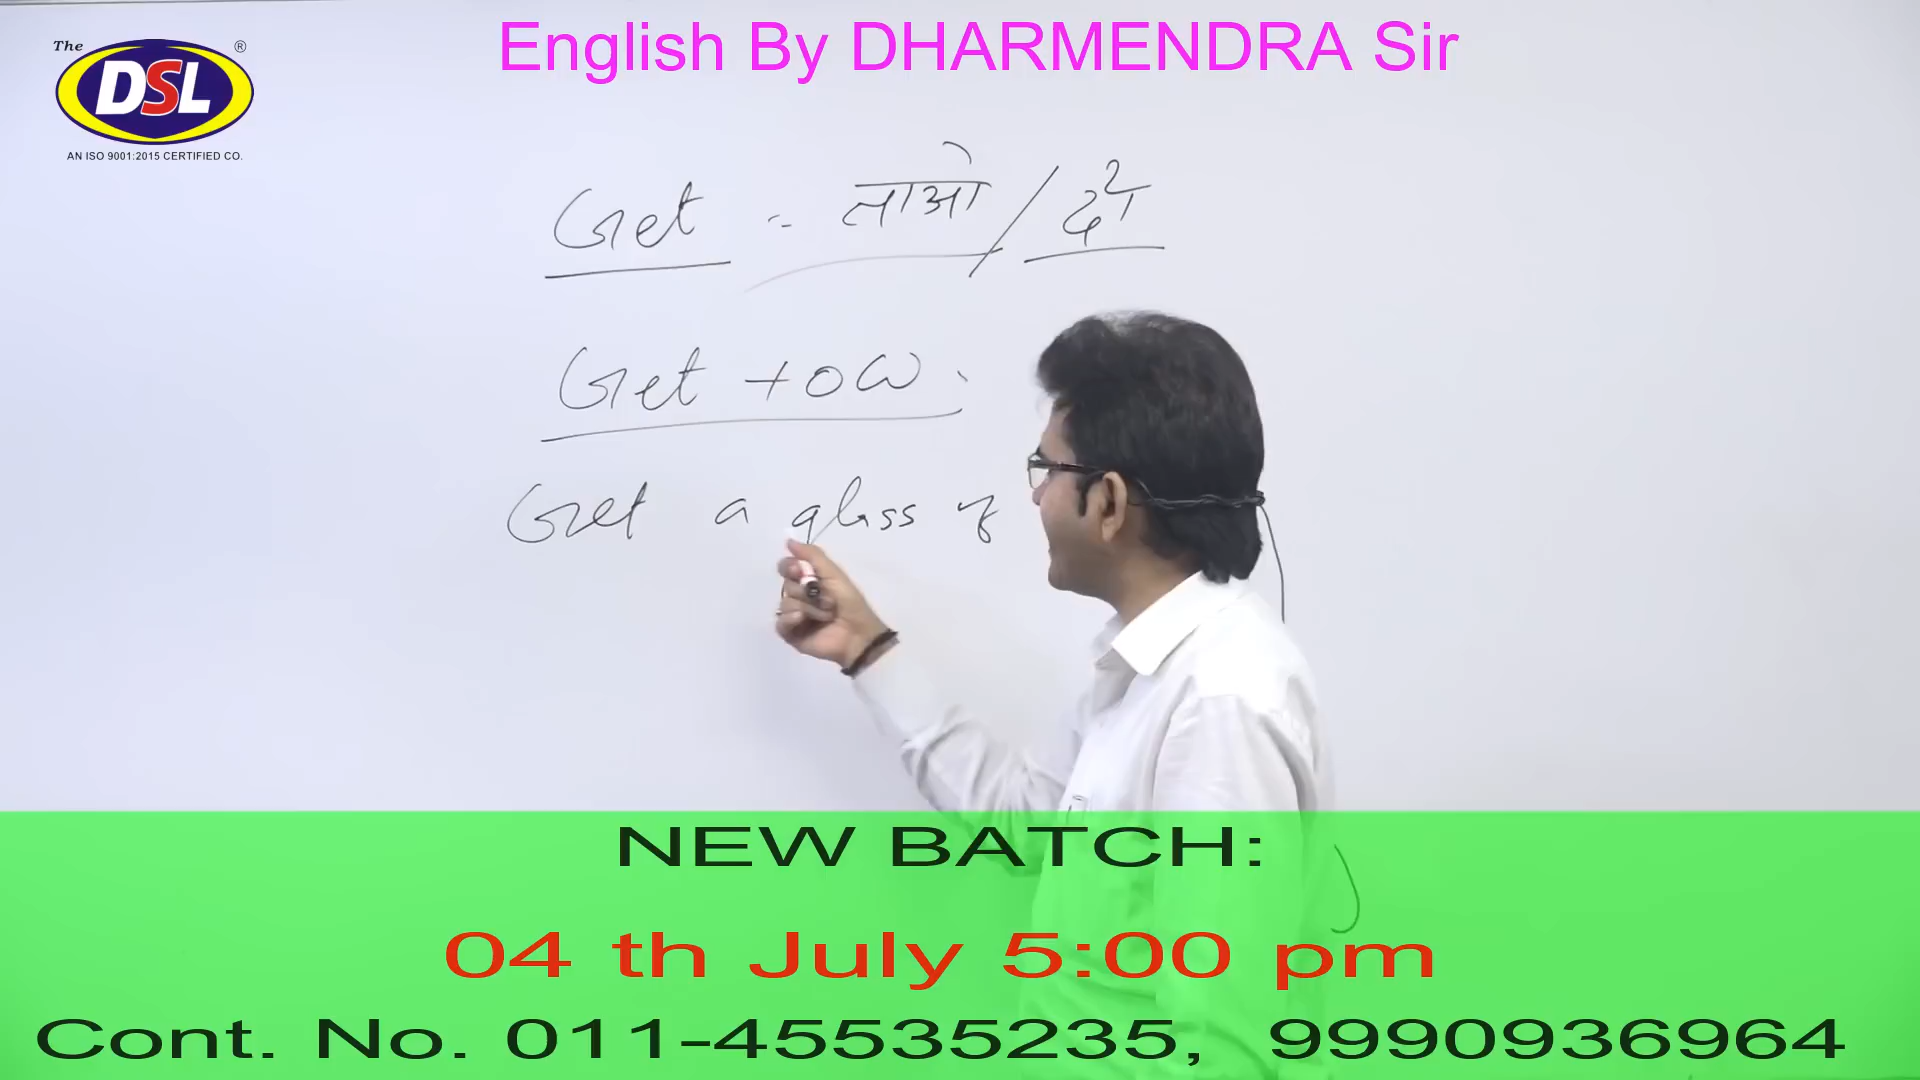 English By DHARMENDRA Sir
The DSL ®
AN ISO 9001:2015 CERTIFIED CO.
Get = लाओ /
Get + OW.
Get a glass of
NEW BATCH:
04 th July 5:00 pm
Cont. No. 011-45535235, 9990936964